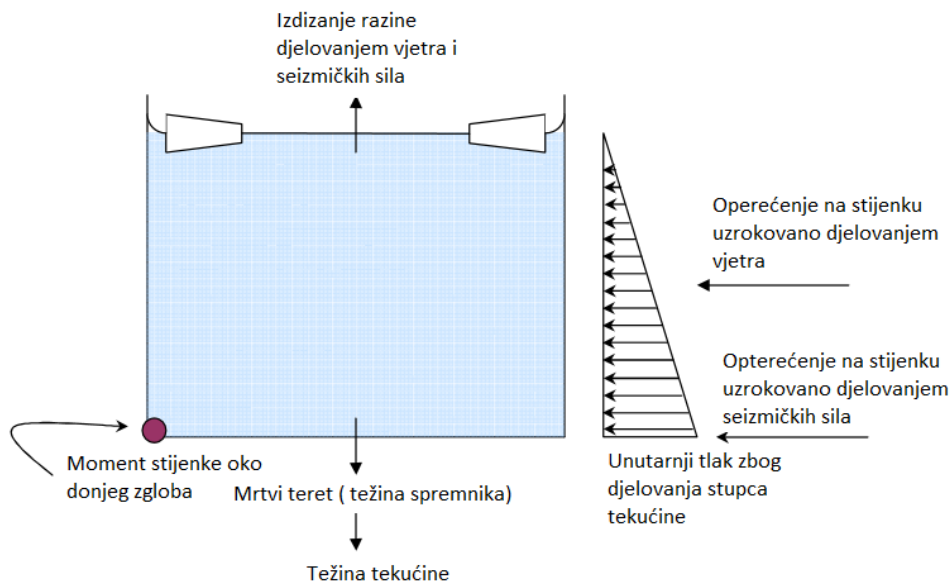 Izdizanje razine
djelovanjem vjetra i
seizmičkih sila
Operećenje na stijenku
uzrokovano djelovanjem
vjetra
Opterećenje na stijenku
uzrokovano djelovanjem
seizmičkih sila
Moment stijenke oko
donjeg zgloba
Mrtvi teret ( težina spremnika)
Unutarnji tlak zbog
djelovanja stupca
tekućine
Težina tekućine